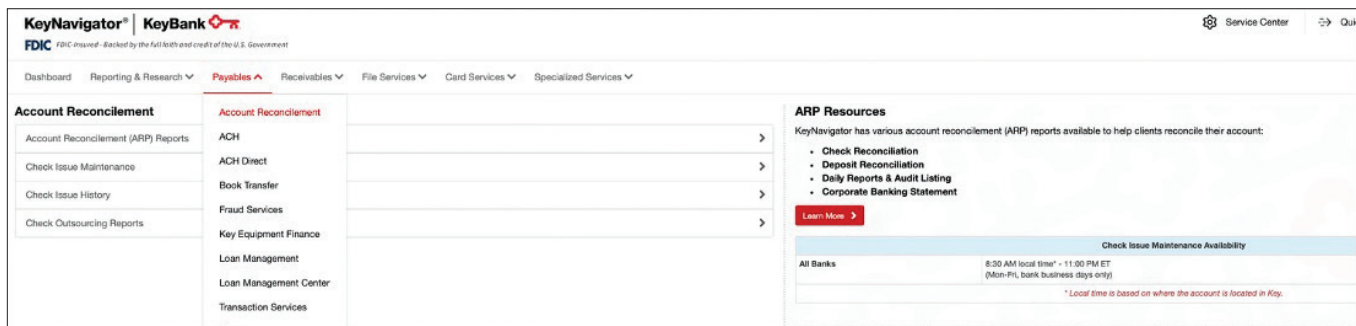 KeyNavigator® KeyBank
FDIC FDIC-Insured - Backed by the full faith and credit of the U.S. Government
Service Center
Dashboard Reporting & Research Payables Receivables File Services Card Services Specialized Services
Account Reconcilement
Account Reconcilement (ARP) Reports
Check Issue Maintenance
Check Issue History
Check Outsourcing Reports
Account Reconcilement
ACH
ACH Direct
Book Transfer
Fraud Services
Key Equipment Finance
Loan Management
Loan Management Center
Transaction Services
ARP Resources
KeyNavigator has various account reconcilement (ARP) reports available to help clients reconcile their account:
• Check Reconciliation
• Deposit Reconciliation
• Daily Reports & Audit Listing
• Corporate Banking Statement
Learn More
Check Issue Maintenance Availability
All Banks 8:30 AM local time* - 11:00 PM ET
(Mon-Fri, bank business days only)
* Local time is based on where the account is located in Key.